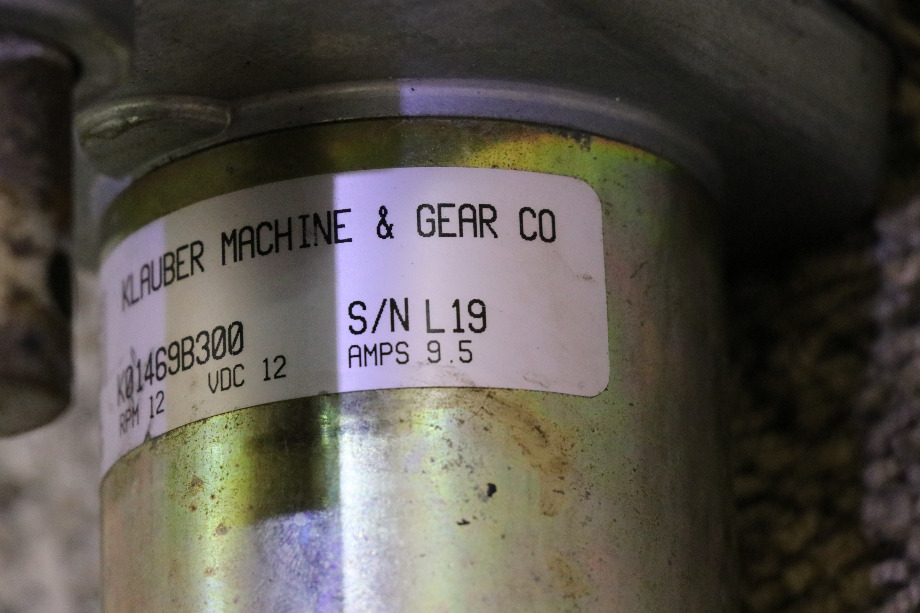 KLAUBER MACHINE & GEAR CO
K01469B300 S/N L19
RPM 12 VDC 12 AMPS 9.5